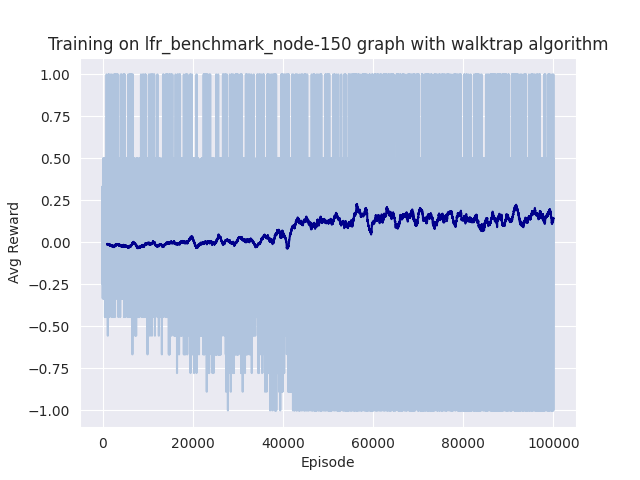 Training on lfr_benchmark_node-150 graph with walktrap algorithm
1.00
0.75
0.50
0.25
0.00
−0.25
−0.50
−0.75
−1.00
Avg Reward
0 20000 40000 60000 80000 100000
Episode